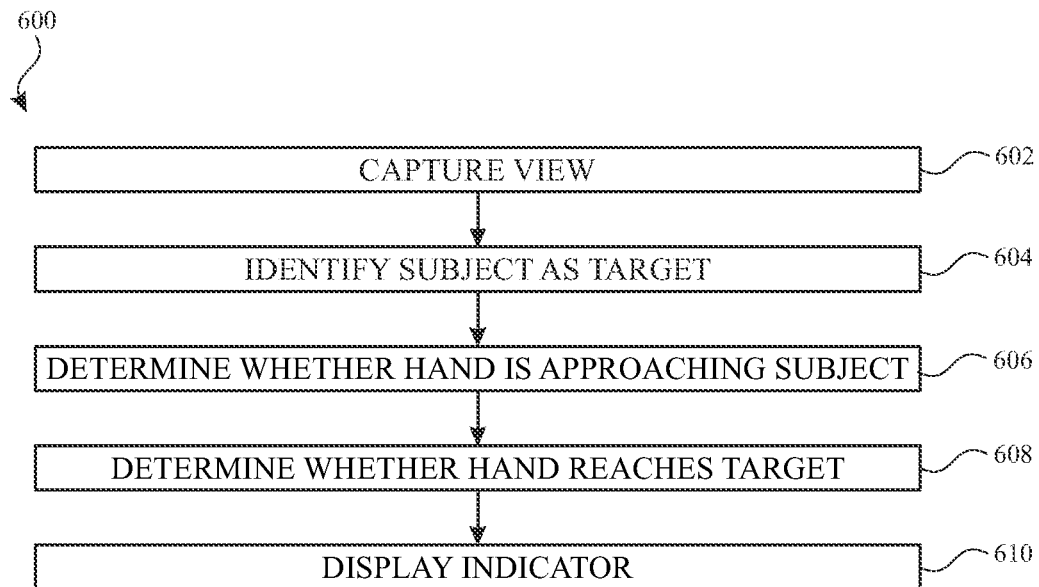 600
CAPTURE VIEW
602
IDENTIFY SUBJECT AS TARGET
604
DETERMINE WHETHER HAND IS APPROACHING SUBJECT
606
DETERMINE WHETHER HAND REACHES TARGET
608
DISPLAY INDICATOR
610